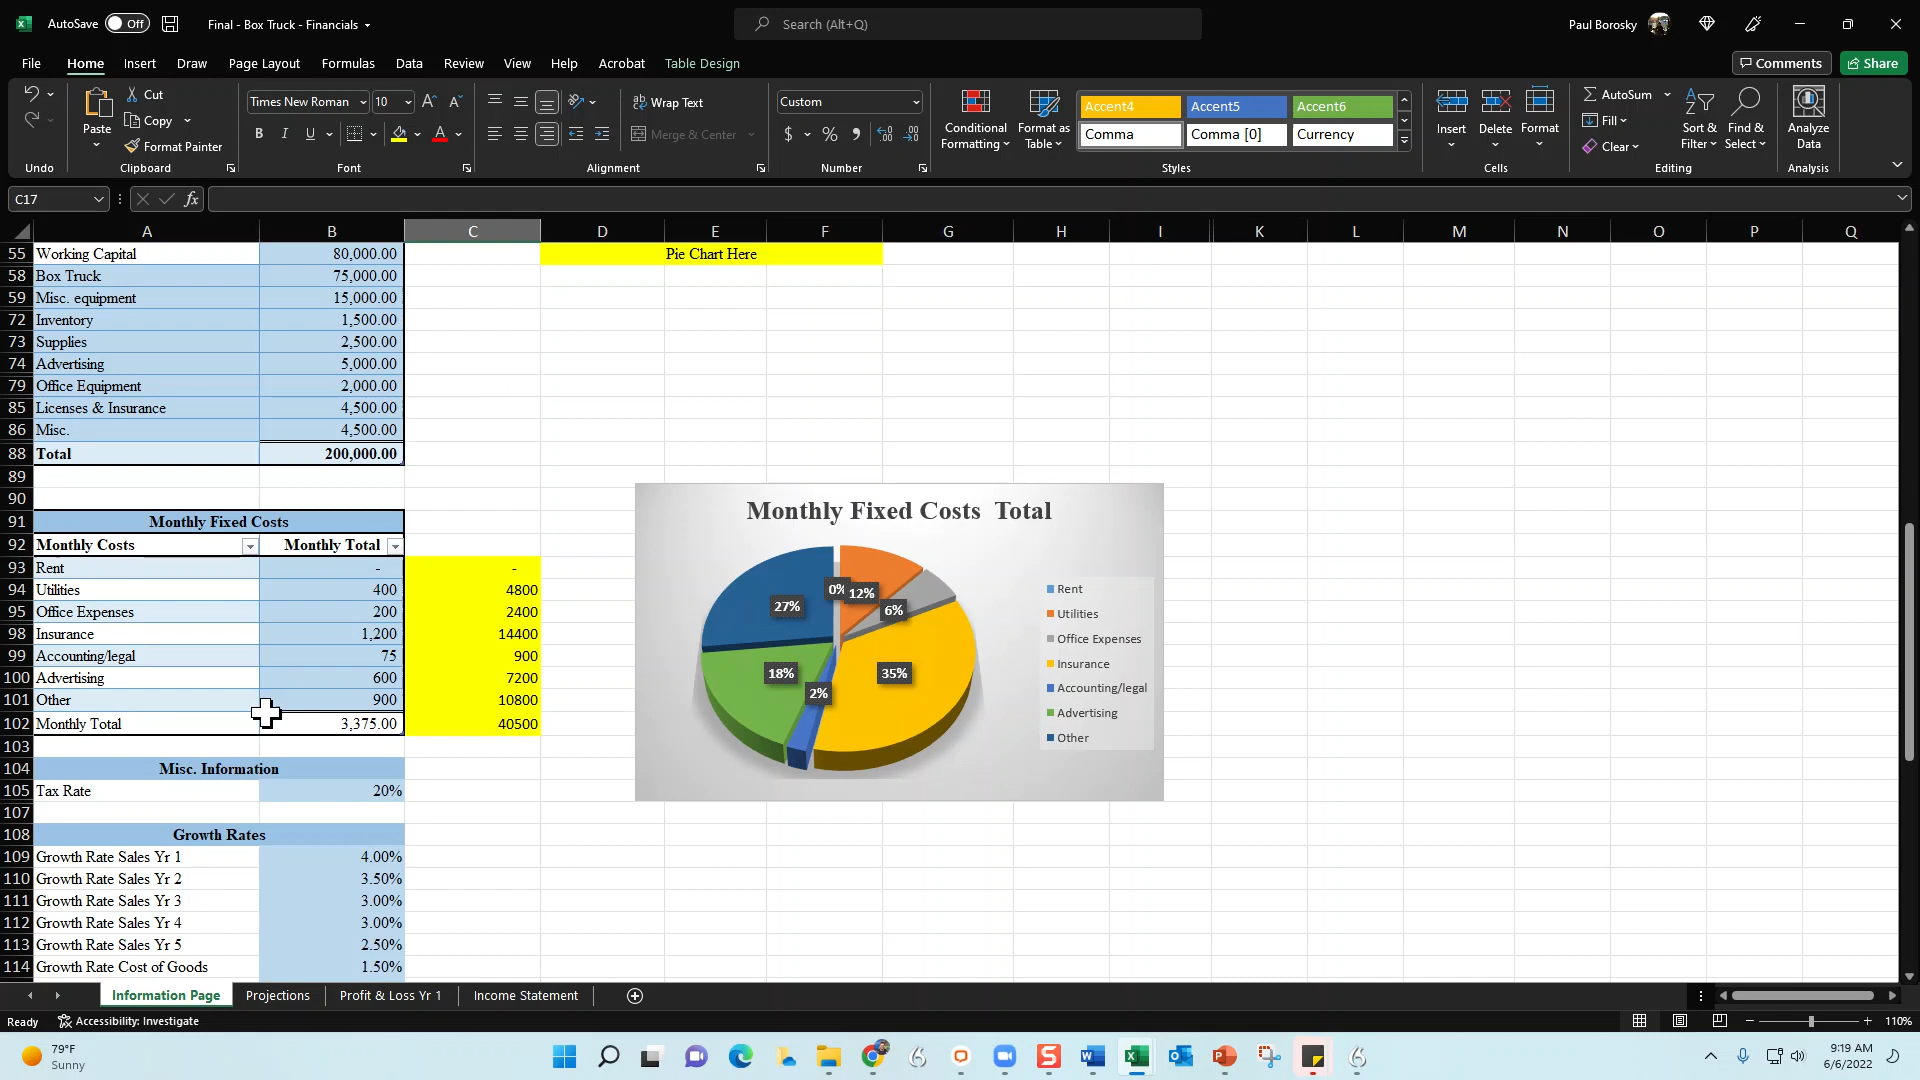 AutoSave Off Final - Box Truck - Financials Search (Alt+Q) Paul Borosky
File Home Insert Draw Page Layout Formulas Data Review View Help Acrobat Table Design Comments Share
Cut Times New Roman 10 Wrap Text Custom Accent4 Accent5 Accent6 AutoSum
Paste Copy Conditional Format as Insert Delete Format Fill Sort & Find & Analyze
Format Painter B I U Merge & Center $ % Formatting Table Comma Comma [0] Currency Clear Filter Select Data
Undo Clipboard Font Alignment Number Styles Cells Editing Analysis
C17 fx
A B C D E F G H I K L M N O P Q
55 Working Capital 80,000.00 Pie Chart Here
58 Box Truck 75,000.00
59 Misc. equipment 15,000.00
72 Inventory 1,500.00
73 Supplies 2,500.00
74 Advertising 5,000.00
79 Office Equipment 2,000.00
85 Licenses & Insurance 4,500.00
86 Misc. 4,500.00
88 Total 200,000.00
89
90
91 Monthly Fixed Costs
92 Monthly Costs Monthly Total
93 Rent - -
94 Utilities 400 4800
95 Office Expenses 200 2400
98 Insurance 1,200 14400
99 Accounting/legal 75 900
100 Advertising 600 7200
101 Other 900 10800
102 Monthly Total 3,375.00 40500
103
104 Misc. Information
105 Tax Rate 20%
107
108 Growth Rates
109 Growth Rate Sales Yr 1 4.00%
110 Growth Rate Sales Yr 2 3.50%
111 Growth Rate Sales Yr 3 3.00%
112 Growth Rate Sales Yr 4 3.00%
113 Growth Rate Sales Yr 5 2.50%
114 Growth Rate Cost of Goods 1.50%
Monthly Fixed Costs Total
0% 12%
27% 6%
18% 35%
2%
Rent
Utilities
Office Expenses
Insurance
Accounting/legal
Advertising
Other
Information Page Projections Profit & Loss Yr 1 Income Statement
Ready Accessibility: Investigate 110%
79°F
Sunny
9:19 AM
6/6/2022